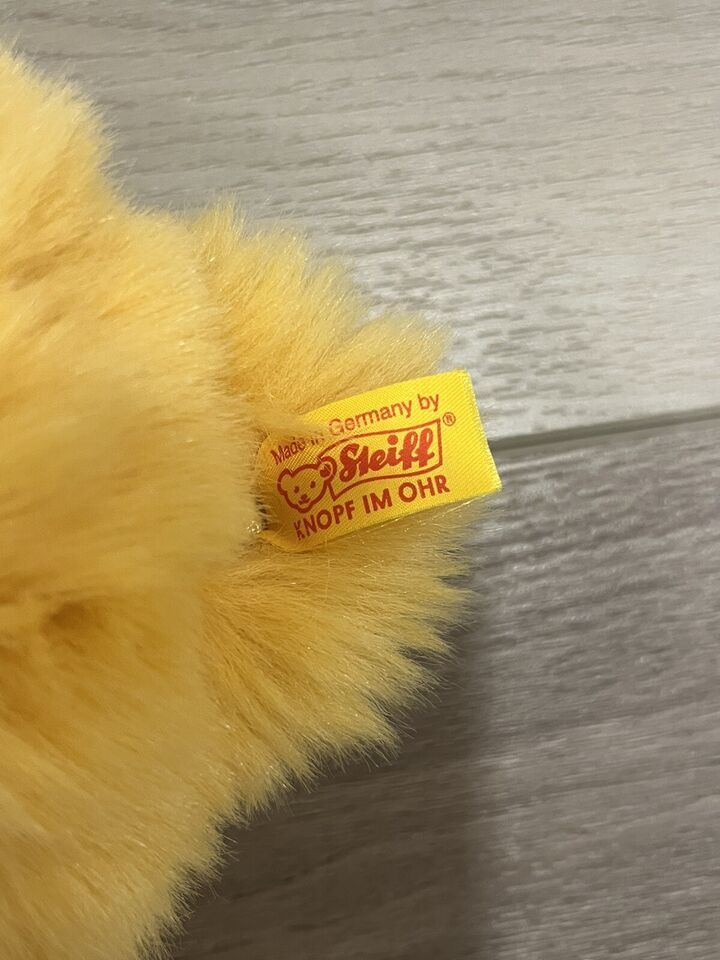 Made in Germany by
Steiff®
KNOPF IM OHR